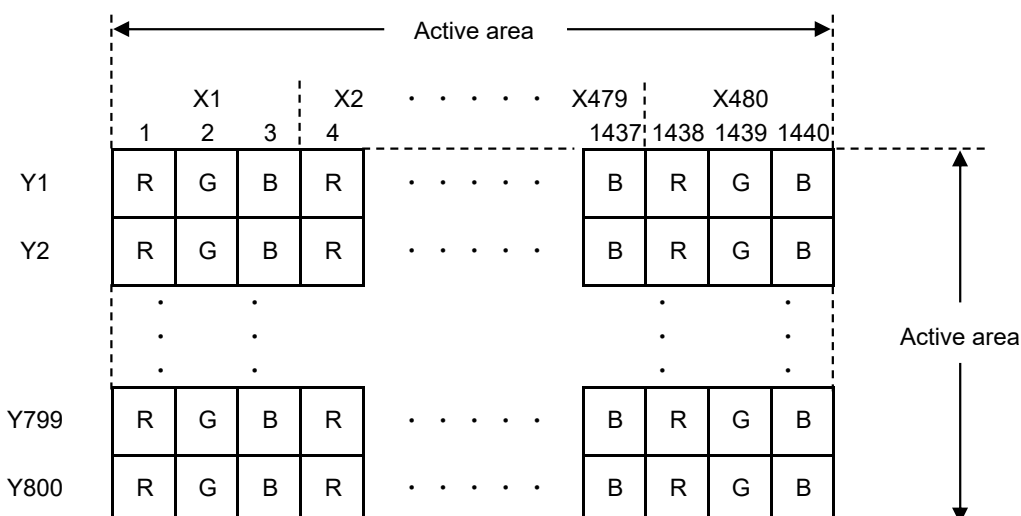 Active area
X1 X2 · · · · · X479 X480
1 2 3 4 1437 1438 1439 1440
Y1 R G B R · · · · · B R G B
Y2 R G B R · · · · · B R G B
Active area
Y799 R G B R · · · · · B R G B
Y800 R G B R · · · · · B R G B